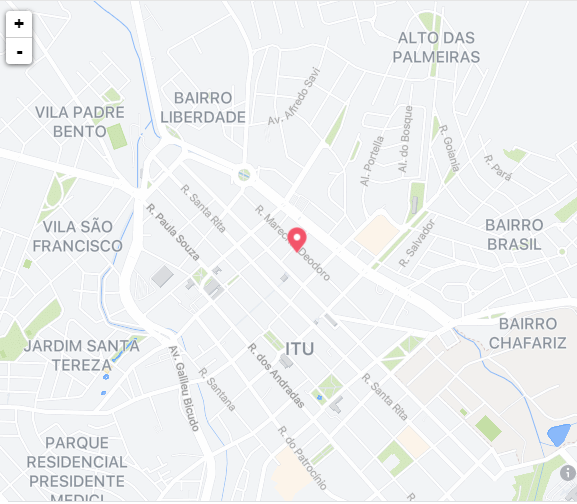 +
-
ALTO DAS
PALMEIRAS
BAIRRO
LIBERDADE
Av. Alfredo Savi
VILA PADRE
BENTO
Al. Portella
Al. do Bosque
R. Goiania
R. Pará
R. Santa Rita
R. Paula Souza
R. Marechal Deodoro
VILA SÃO
FRANCISCO
R. Salvador
BAIRRO
BRASIL
BAIRRO
CHAFARIZ
JARDIM SANTA
TEREZA
ITU
Av. Galileu Bicudo
R. Santana
R. dos Andradas
R. Santa Rita
R. do Patrocínio
PARQUE
RESIDENCIAL
PRESIDENTE
MEDICI
i